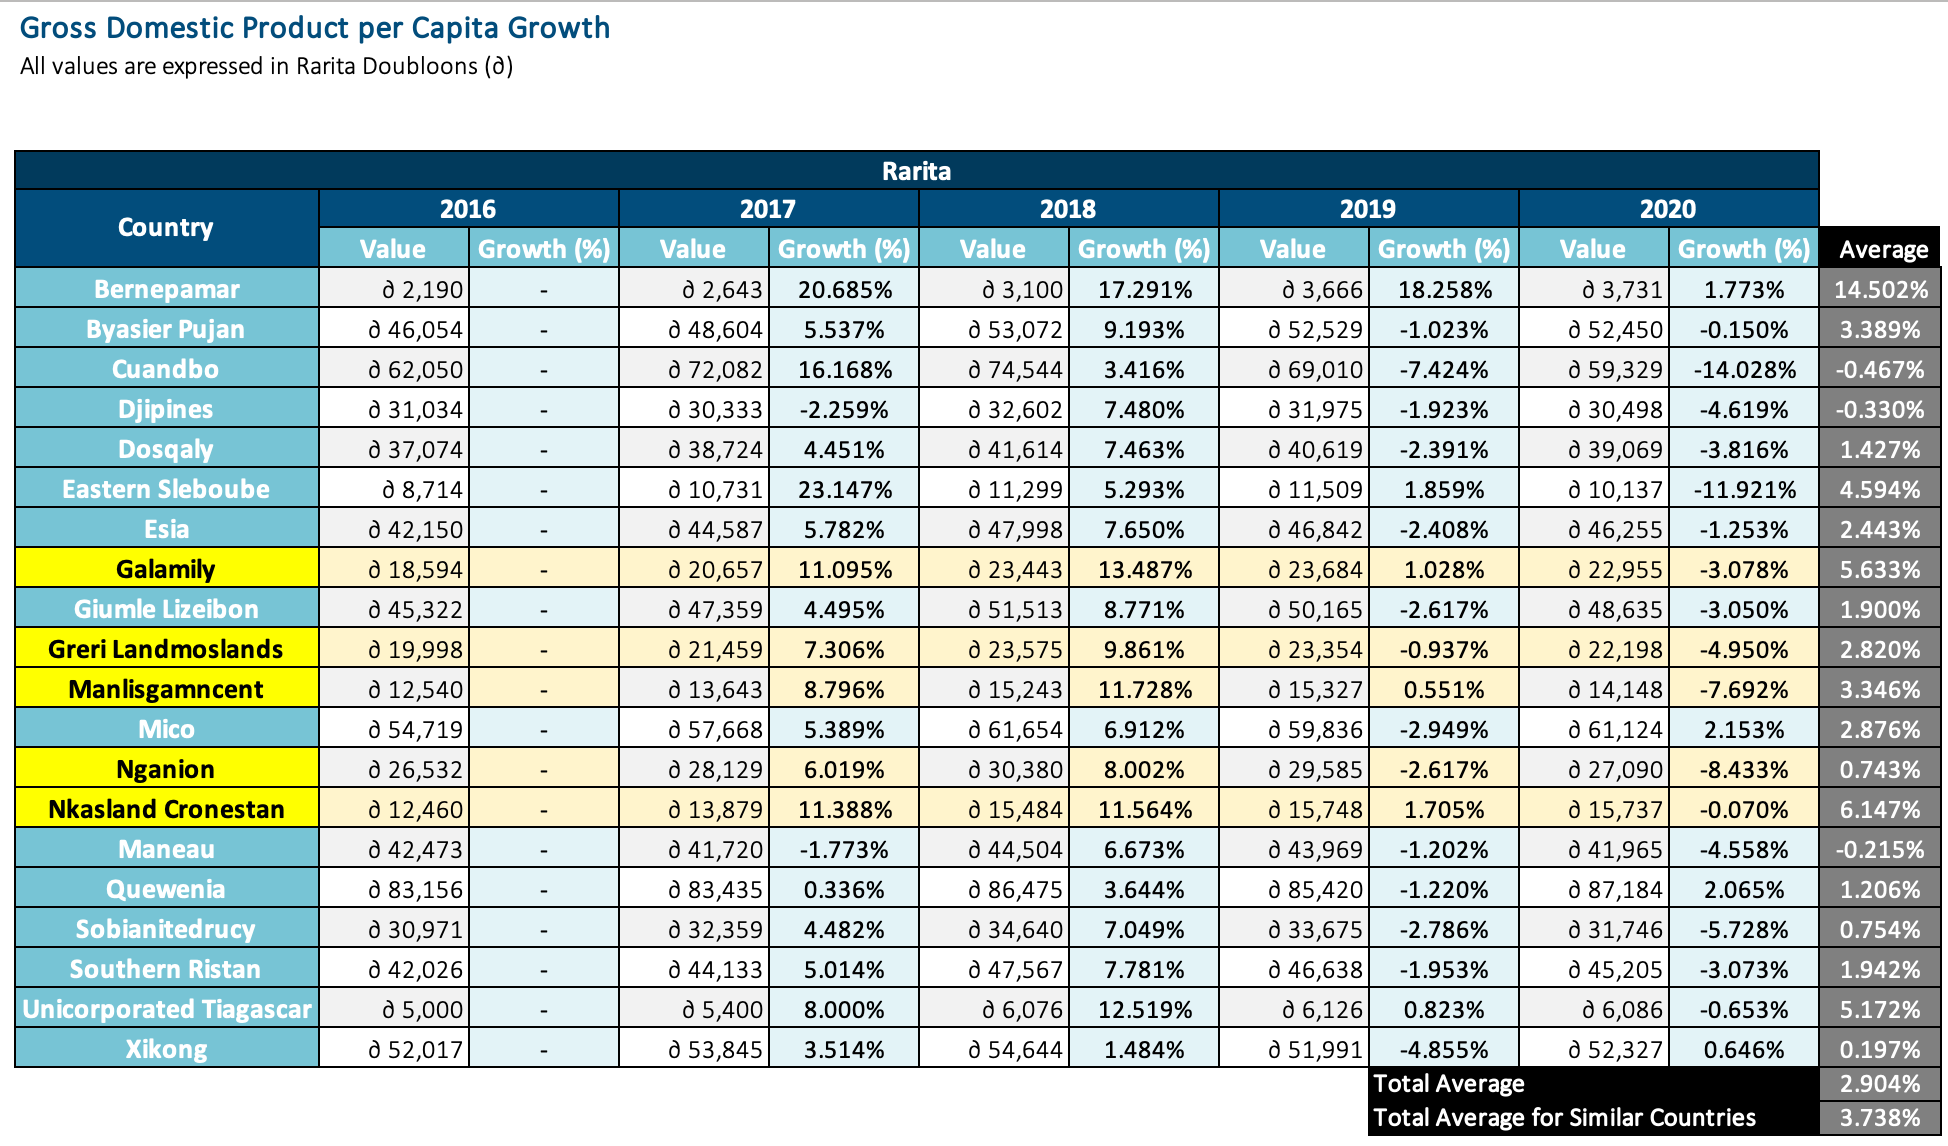 Gross Domestic Product per Capita Growth
All values are expressed in Rarita Doubloons (∂)
Rarita
Country 2016 2017 2018 2019 2020
Value Growth (%) Value Growth (%) Value Growth (%) Value Growth (%) Value Growth (%) Average
Bernepamar ∂ 2,190 - ∂ 2,643 20.685% ∂ 3,100 17.291% ∂ 3,666 18.258% ∂ 3,731 1.773% 14.502%
Byasier Pujan ∂ 46,054 - ∂ 48,604 5.537% ∂ 53,072 9.193% ∂ 52,529 -1.023% ∂ 52,450 -0.150% 3.389%
Cuandbo ∂ 62,050 - ∂ 72,082 16.168% ∂ 74,544 3.416% ∂ 69,010 -7.424% ∂ 59,329 -14.028% -0.467%
Djipines ∂ 31,034 - ∂ 30,333 -2.259% ∂ 32,602 7.480% ∂ 31,975 -1.923% ∂ 30,498 -4.619% -0.330%
Dosqaly ∂ 37,074 - ∂ 38,724 4.451% ∂ 41,614 7.463% ∂ 40,619 -2.391% ∂ 39,069 -3.816% 1.427%
Eastern Sleboube ∂ 8,714 - ∂ 10,731 23.147% ∂ 11,299 5.293% ∂ 11,509 1.859% ∂ 10,137 -11.921% 4.594%
Esia ∂ 42,150 - ∂ 44,587 5.782% ∂ 47,998 7.650% ∂ 46,842 -2.408% ∂ 46,255 -1.253% 2.443%
Galamily ∂ 18,594 - ∂ 20,657 11.095% ∂ 23,443 13.487% ∂ 23,684 1.028% ∂ 22,955 -3.078% 5.633%
Giumle Lizeibon ∂ 45,322 - ∂ 47,359 4.495% ∂ 51,513 8.771% ∂ 50,165 -2.617% ∂ 48,635 -3.050% 1.900%
Greri Landmoslands ∂ 19,998 - ∂ 21,459 7.306% ∂ 23,575 9.861% ∂ 23,354 -0.937% ∂ 22,198 -4.950% 2.820%
Manlisgamncent ∂ 12,540 - ∂ 13,643 8.796% ∂ 15,243 11.728% ∂ 15,327 0.551% ∂ 14,148 -7.692% 3.346%
Mico ∂ 54,719 - ∂ 57,668 5.389% ∂ 61,654 6.912% ∂ 59,836 -2.949% ∂ 61,124 2.153% 2.876%
Nganion ∂ 26,532 - ∂ 28,129 6.019% ∂ 30,380 8.002% ∂ 29,585 -2.617% ∂ 27,090 -8.433% 0.743%
Nkasland Cronestan ∂ 12,460 - ∂ 13,879 11.388% ∂ 15,484 11.564% ∂ 15,748 1.705% ∂ 15,737 -0.070% 6.147%
Maneau ∂ 42,473 - ∂ 41,720 -1.773% ∂ 44,504 6.673% ∂ 43,969 -1.202% ∂ 41,965 -4.558% -0.215%
Quewenia ∂ 83,156 - ∂ 83,435 0.336% ∂ 86,475 3.644% ∂ 85,420 -1.220% ∂ 87,184 2.065% 1.206%
Sobianitedrucy ∂ 30,971 - ∂ 32,359 4.482% ∂ 34,640 7.049% ∂ 33,675 -2.786% ∂ 31,746 -5.728% 0.754%
Southern Ristan ∂ 42,026 - ∂ 44,133 5.014% ∂ 47,567 7.781% ∂ 46,638 -1.953% ∂ 45,205 -3.073% 1.942%
Unicorporated Tiagascar ∂ 5,000 - ∂ 5,400 8.000% ∂ 6,076 12.519% ∂ 6,126 0.823% ∂ 6,086 -0.653% 5.172%
Xikong ∂ 52,017 - ∂ 53,845 3.514% ∂ 54,644 1.484% ∂ 51,991 -4.855% ∂ 52,327 0.646% 0.197%
Total Average 2.904%
Total Average for Similar Countries 3.738%